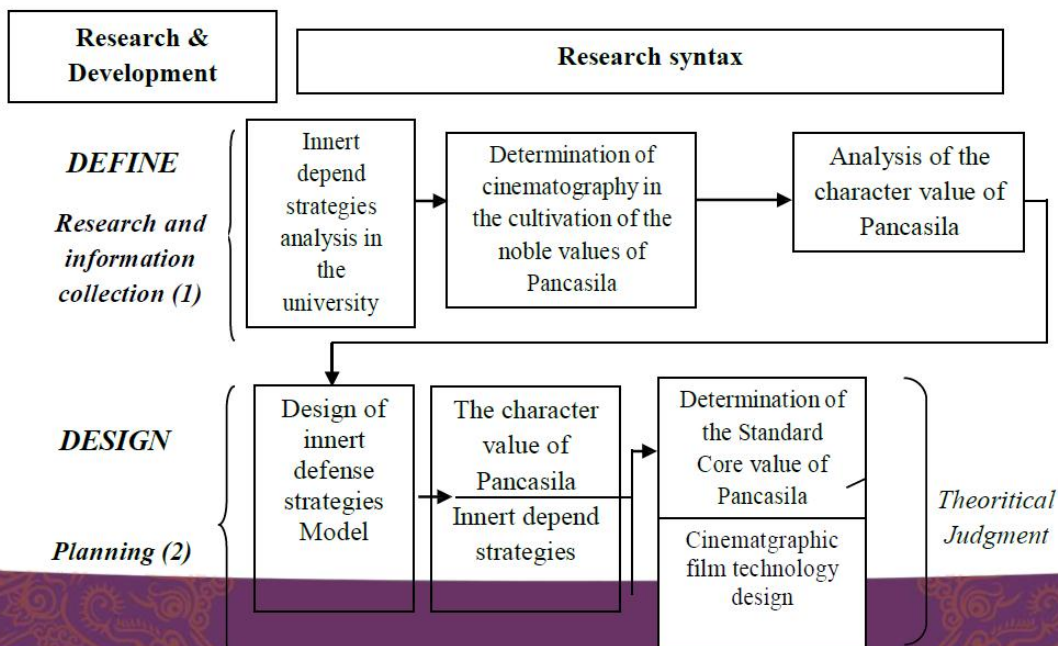 Research &
Development
Research syntax
DEFINE
Research and
information
collection (1)
Innert
depend
strategies
analysis in
the
university
Determination of
cinematography in
the cultivation of the
noble values of
Pancasila
Analysis of the
character value of
Pancasila
DESIGN
Planning (2)
Design of
innert
defense
strategies
Model
The character
value of
Pancasila
Innert depend
strategies
Determination of
the Standard
Core value of
Pancasila
Cinematgraphic
film technology
design
Theoritical
Judgment